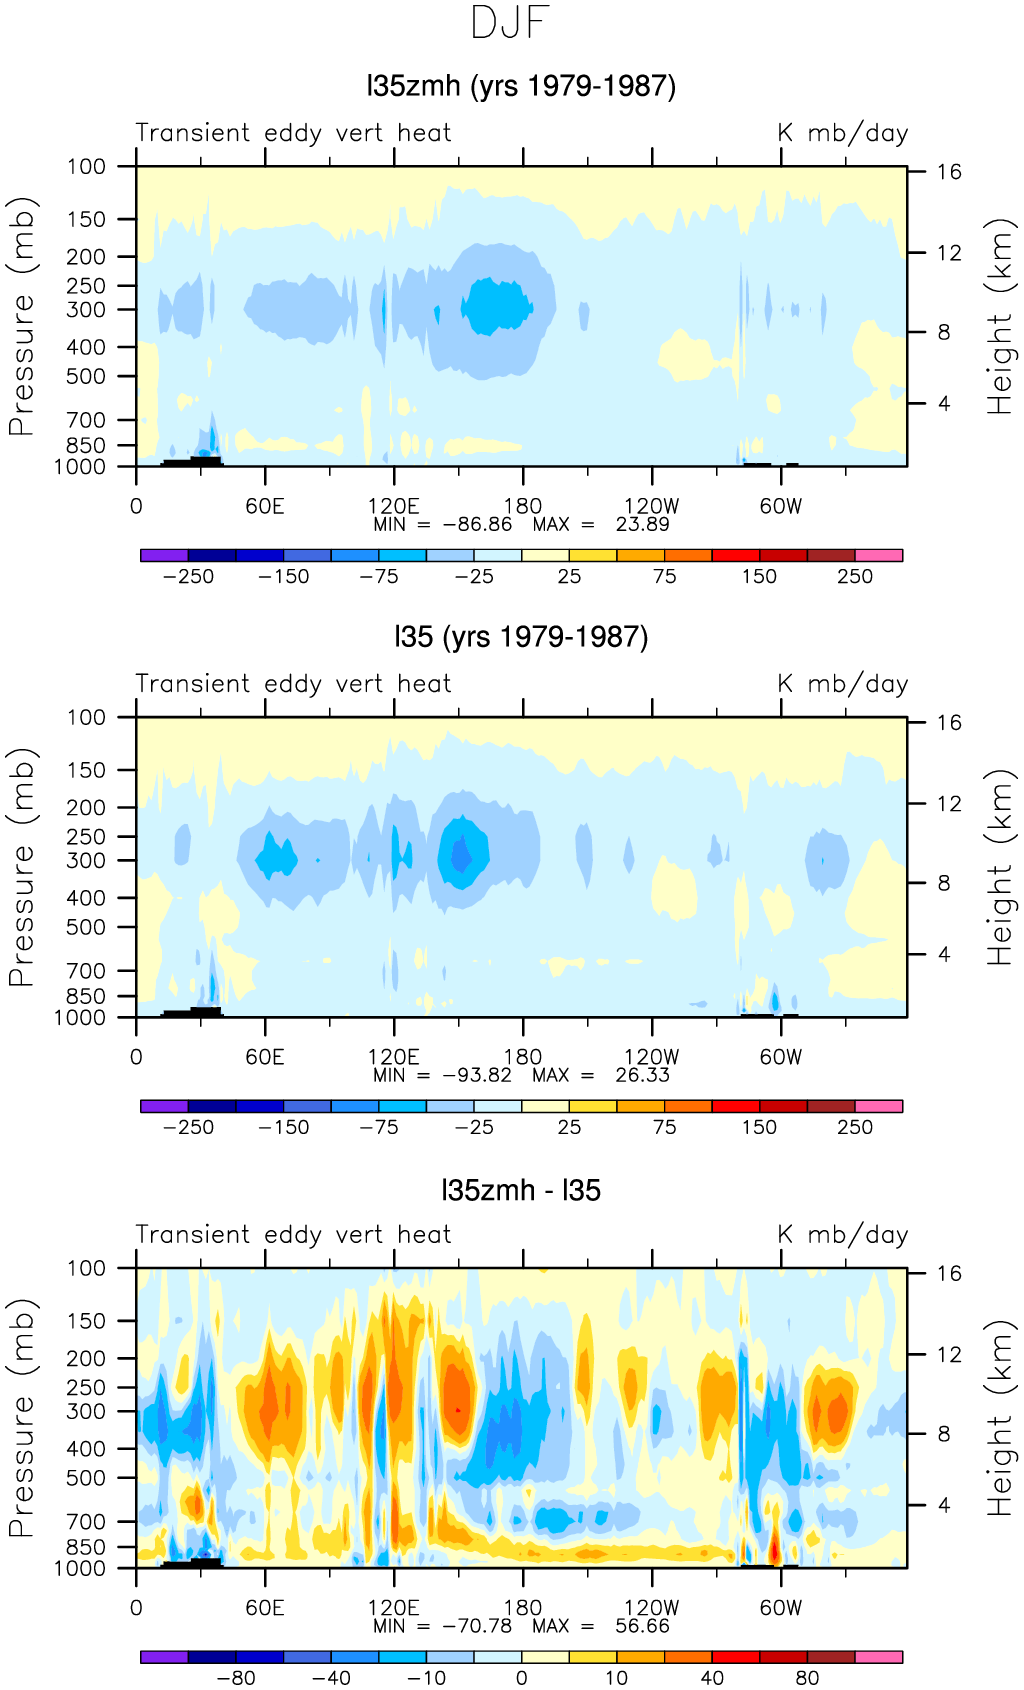 DJF
l35zmh (yrs 1979-1987)
Transient eddy vert heat K mb/day
Pressure (mb)
100
150
200
250
300
400
500
700
850
1000
16
12
8
4
Height (km)
0 60E 120E 180 120W 60W
MIN = -86.86 MAX = 23.89
-250 -150 -75 -25 25 75 150 250
l35 (yrs 1979-1987)
Transient eddy vert heat K mb/day
Pressure (mb)
100
150
200
250
300
400
500
700
850
1000
16
12
8
4
Height (km)
0 60E 120E 180 120W 60W
MIN = -93.82 MAX = 26.33
-250 -150 -75 -25 25 75 150 250
l35zmh - l35
Transient eddy vert heat K mb/day
Pressure (mb)
100
150
200
250
300
400
500
700
850
1000
16
12
8
4
Height (km)
0 60E 120E 180 120W 60W
MIN = -70.78 MAX = 56.66
-80 -40 -10 0 10 40 80